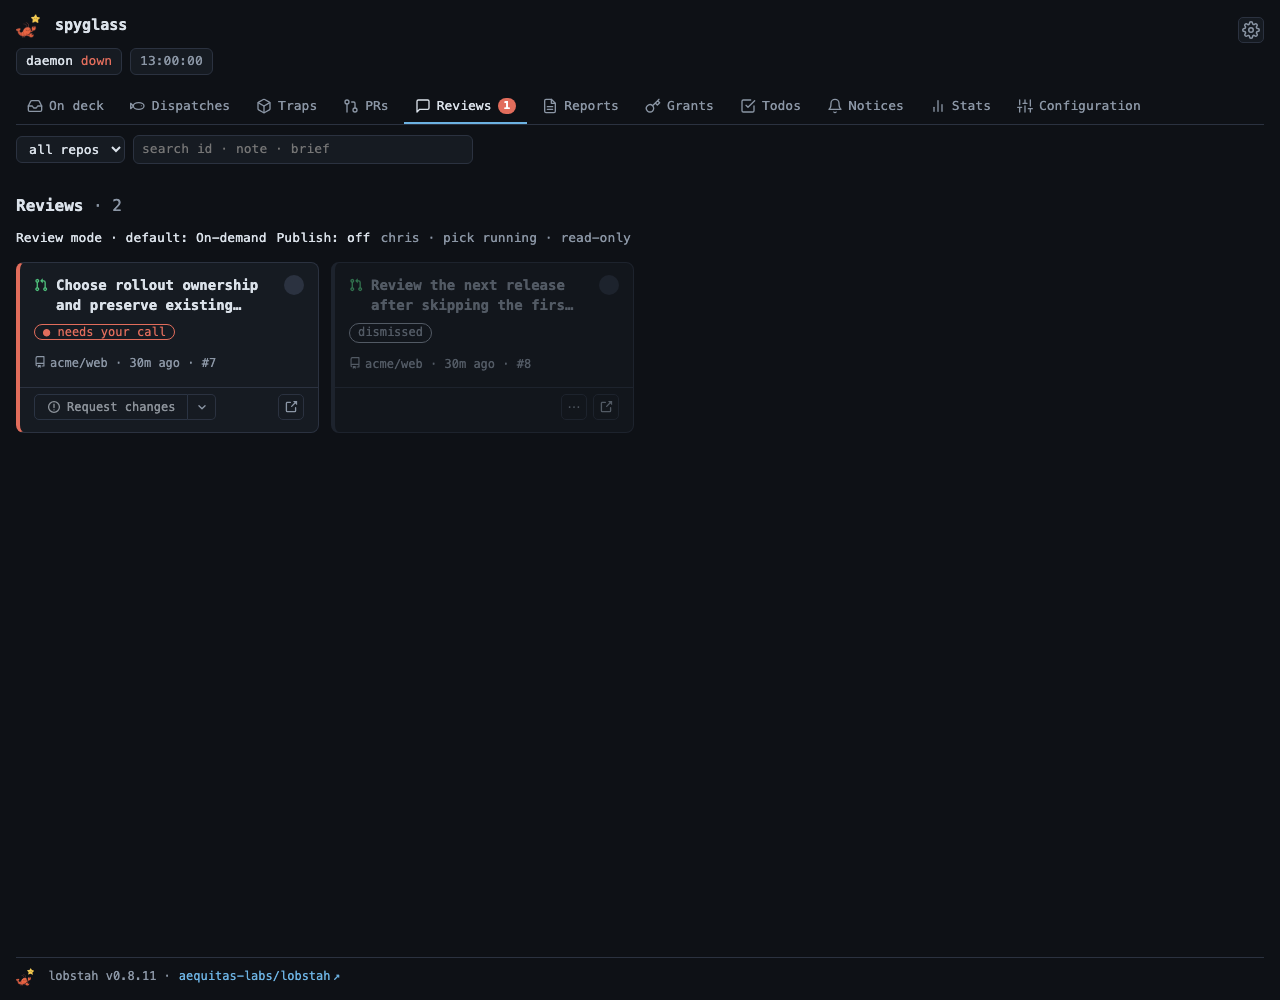 spyglass
daemon down 13:00:00
On deck Dispatches Traps PRs Reviews 1 Reports Grants Todos Notices Stats Configuration
all repos search id · note · brief
Reviews · 2
Review mode · default: On-demand Publish: off chris · pick running · read-only
Choose rollout ownership
and preserve existing…
needs your call
acme/web · 30m ago · #7
Request changes
Review the next release
after skipping the firs…
dismissed
acme/web · 30m ago · #8
lobstah v0.8.11 · aequitas-labs/lobstah↗